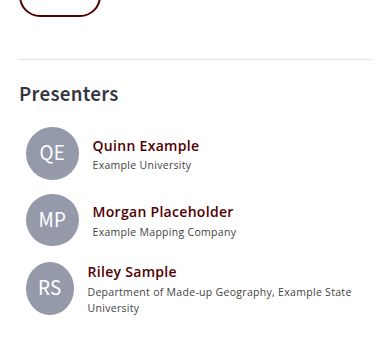 Presenters
QE
Quinn Example
Example University
MP
Morgan Placeholder
Example Mapping Company
RS
Riley Sample
Department of Made-up Geography, Example State
University